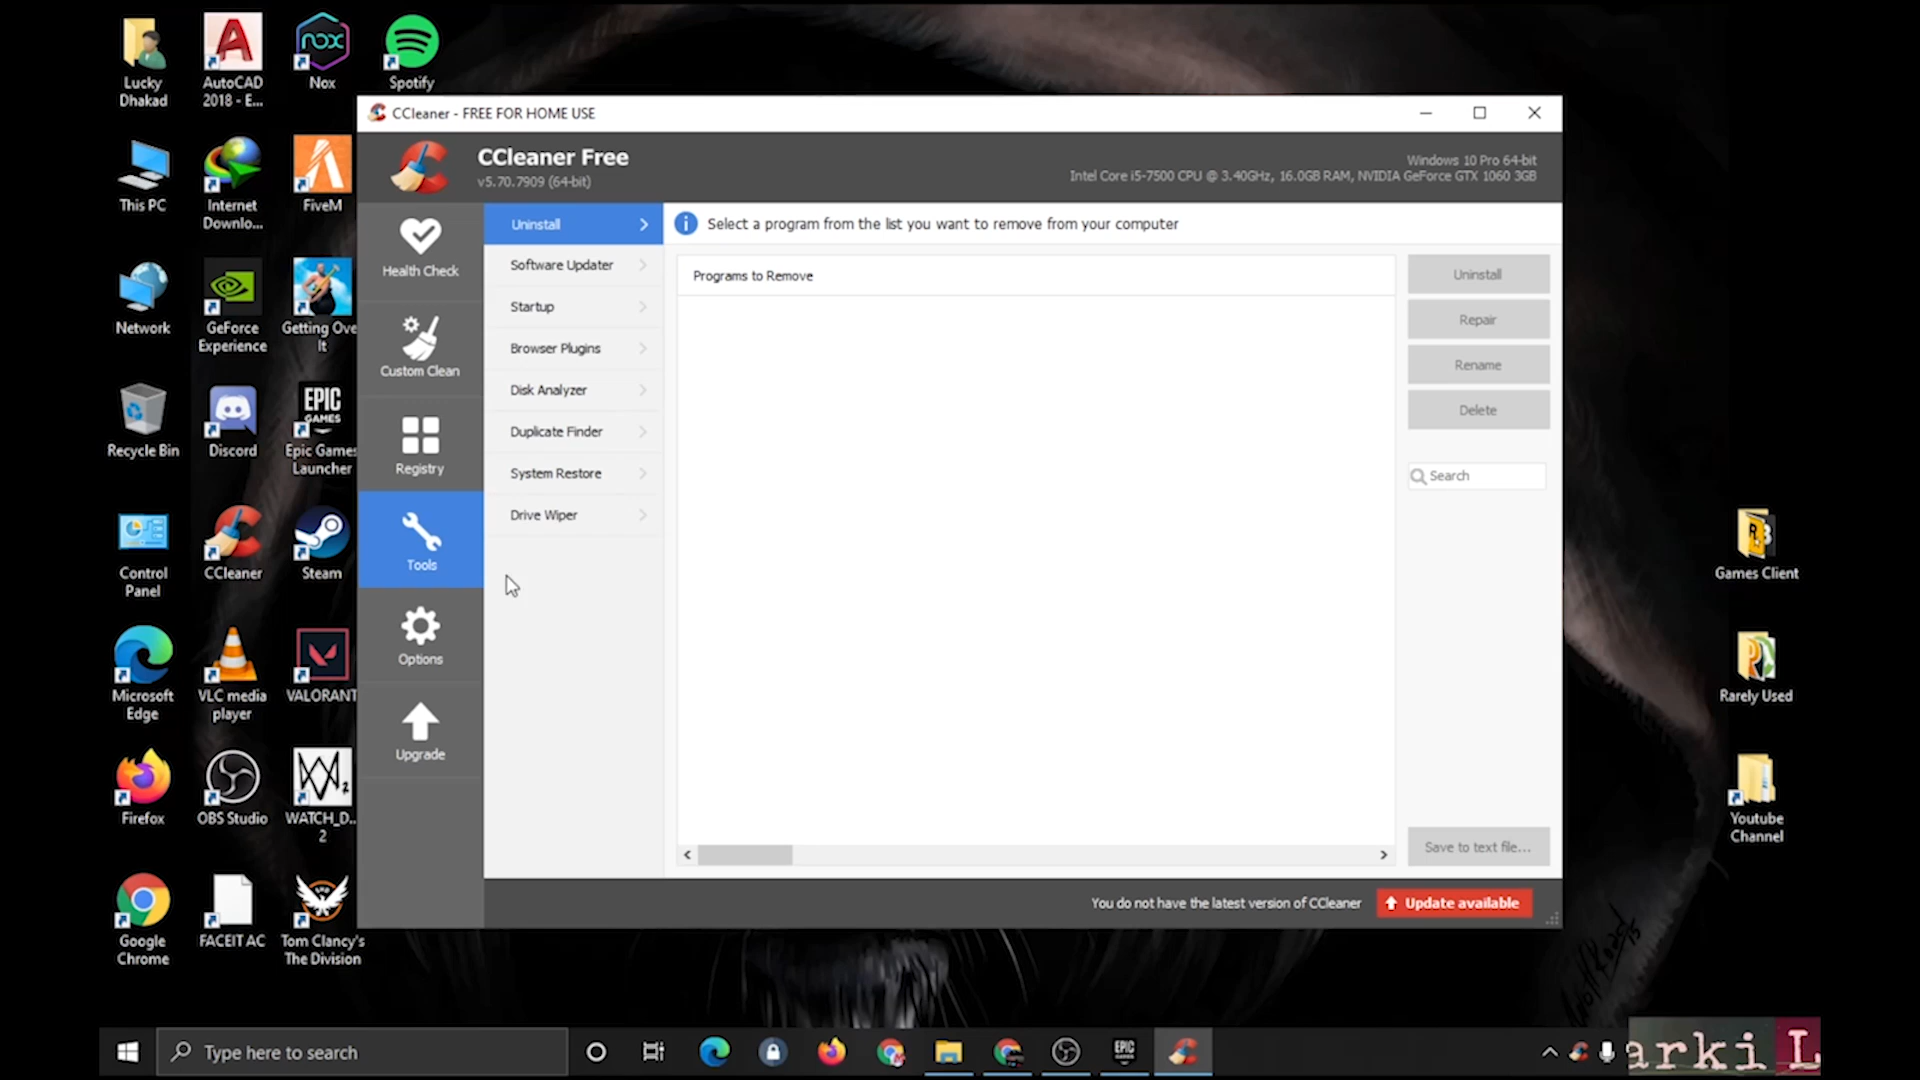 Lucky
Dhakad
AutoCAD
2018 - E...
Nox
Spotify
This PC
Internet
Downlo...
FiveM
Network
GeForce
Experience
Getting Ove
It
Recycle Bin
Discord
EPIC
GAMES
Epic Games
Launcher
Control
Panel
CCleaner
Steam
Microsoft
Edge
VLC media
player
VALORANT
Firefox
OBS Studio
WATCH_D...
2
Google
Chrome
FACEIT AC
Tom Clancy's
The Division
CCleaner - FREE FOR HOME USE
CCleaner Free
v5.70.7909 (64-bit)
Windows 10 Pro 64-bit
Intel Core i5-7500 CPU @ 3.40GHz, 16.0GB RAM, NVIDIA GeForce GTX 1060 3GB
Health Check
Custom Clean
Registry
Tools
Options
Upgrade
Uninstall
Software Updater
Startup
Browser Plugins
Disk Analyzer
Duplicate Finder
System Restore
Drive Wiper
Select a program from the list you want to remove from your computer
Programs to Remove
Uninstall
Repair
Rename
Delete
Search
Save to text file...
You do not have the latest version of CCleaner
Update available
Games Client
Rarely Used
Youtube
Channel
Type here to search
EPIC
arki L